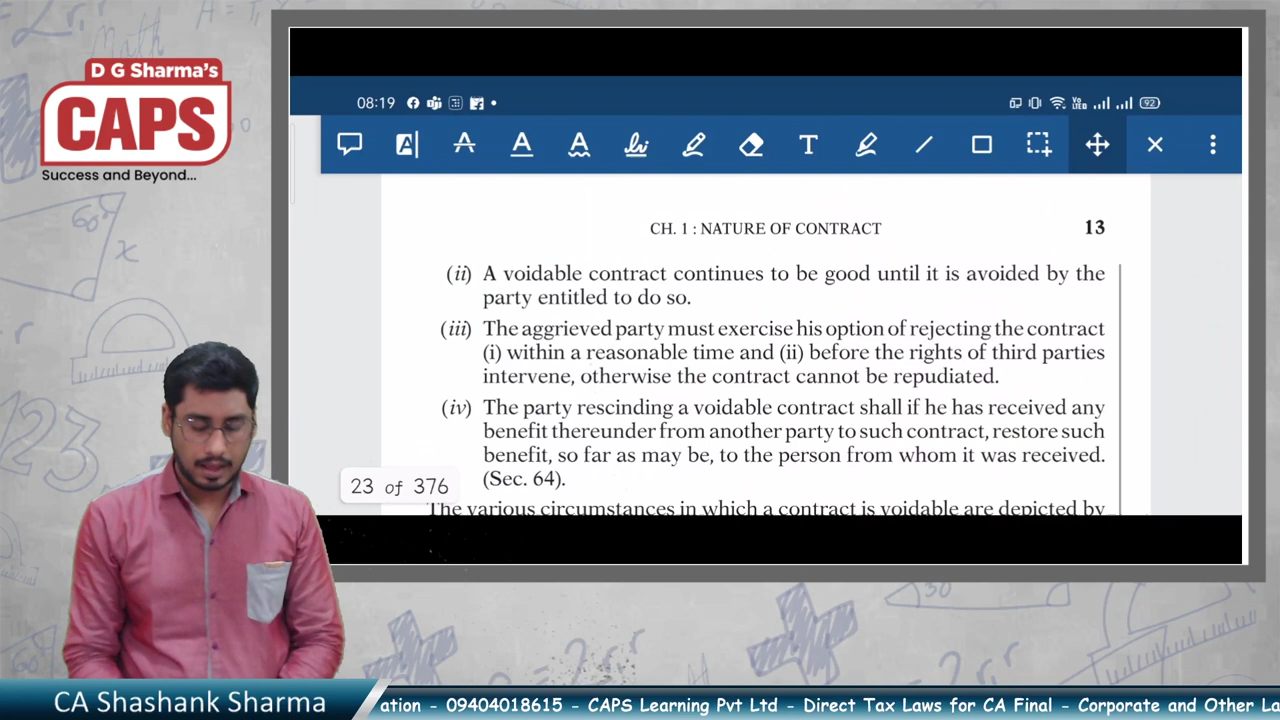 D G Sharma's
CAPS
Success and Beyond...
08:19
92
CH. 1 : NATURE OF CONTRACT 13
(ii) A voidable contract continues to be good until it is avoided by the
party entitled to do so.
(iii) The aggrieved party must exercise his option of rejecting the contract
(i) within a reasonable time and (ii) before the rights of third parties
intervene, otherwise the contract cannot be repudiated.
(iv) The party rescinding a voidable contract shall if he has received any
benefit thereunder from another party to such contract, restore such
benefit, so far as may be, to the person from whom it was received.
(Sec. 64).
23 of 376
The various circumstances in which a contract is voidable are depicted by
CA Shashank Sharma
ation - 09404018615 - CAPS Learning Pvt Ltd - Direct Tax Laws for CA Final - Corporate and Other La